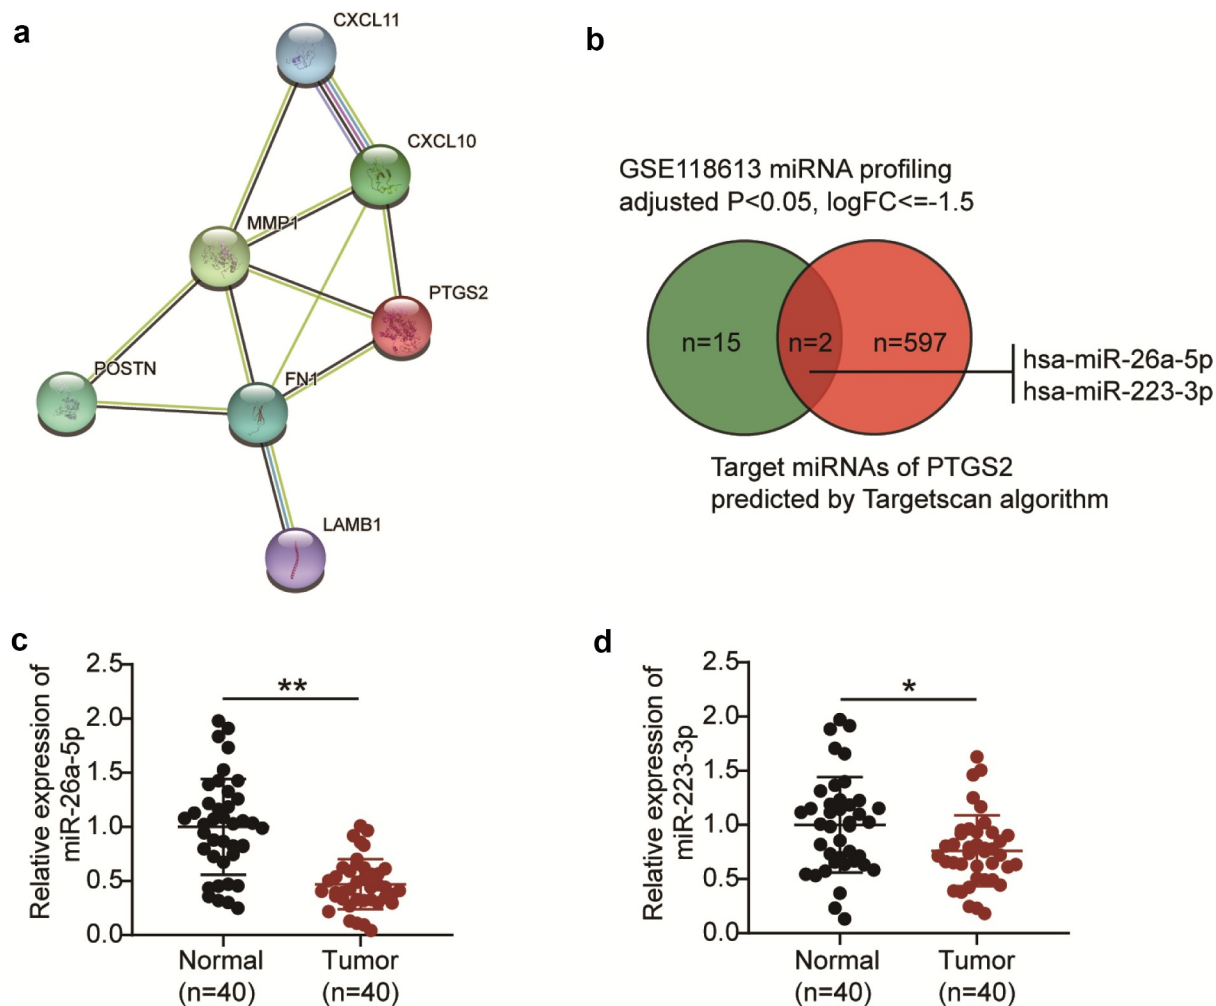 a
CXCL11
CXCL10
MMP1
PTGS2
POSTN
FN1
LAMB1
b
GSE118613 miRNA profiling
adjusted P<0.05, logFC<=-1.5
n=15
n=2
n=597
hsa-miR-26a-5p
hsa-miR-223-3p
Target miRNAs of PTGS2
predicted by Targetscan algorithm
c
Relative expression of
miR-26a-5p
2.5
2.0
1.5
1.0
0.5
0.0
**
Normal
(n=40)
Tumor
(n=40)
d
Relative expression of
miR-223-3p
2.5
2.0
1.5
1.0
0.5
0.0
*
Normal
(n=40)
Tumor
(n=40)